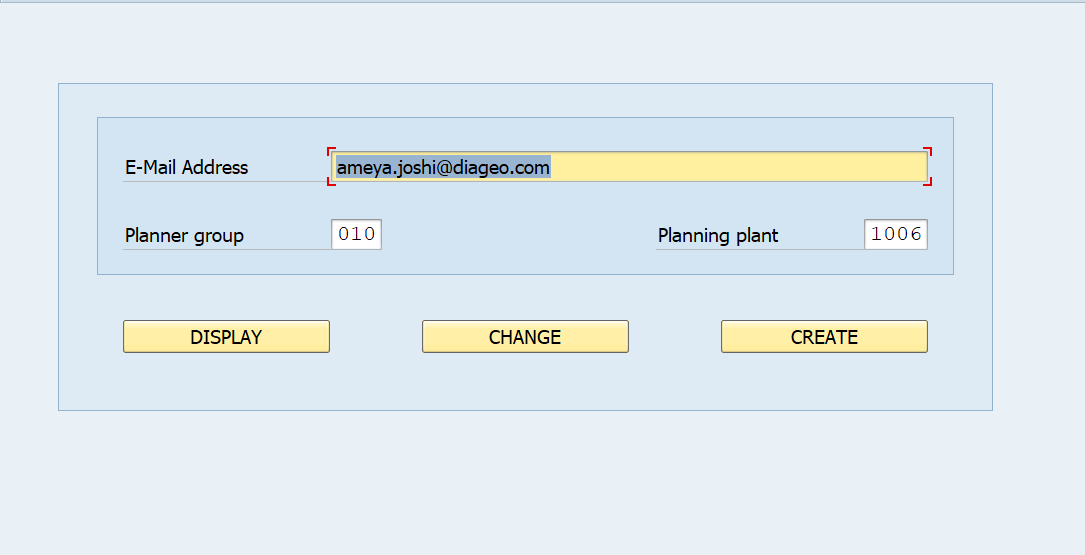 E-Mail Address ameya.joshi@diageo.com
Planner group 010 Planning plant 1006
DISPLAY CHANGE CREATE